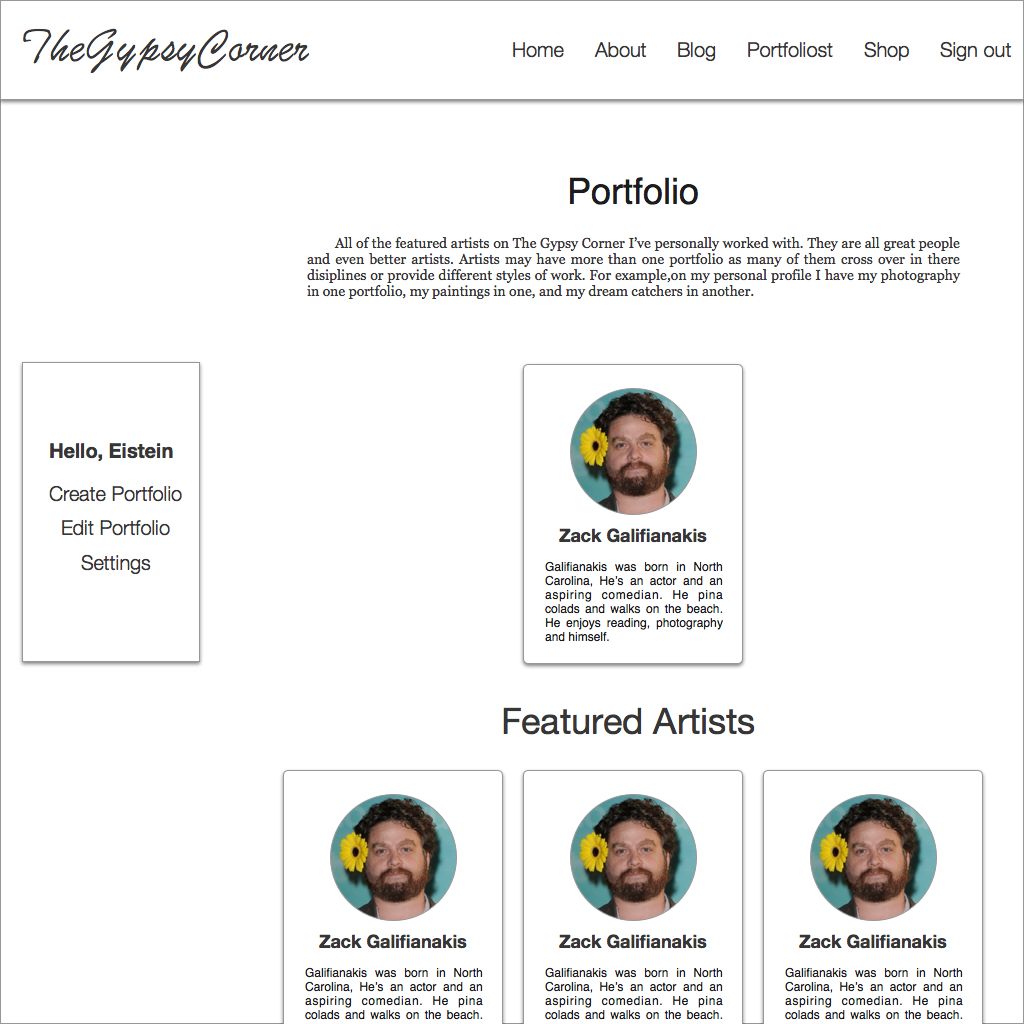 TheGypsyCorner
Home About Blog Portfoliost Shop Sign out
Portfolio
All of the featured artists on The Gypsy Corner I’ve personally worked with. They are all great people
and even better artists. Artists may have more than one portfolio as many of them cross over in there
disiplines or provide different styles of work. For example,on my personal profile I have my photography
in one portfolio, my paintings in one, and my dream catchers in another.
Hello, Eistein
Create Portfolio
Edit Portfolio
Settings
Zack Galifianakis
Galifianakis was born in North
Carolina, He’s an actor and an
aspiring comedian. He pina
colads and walks on the beach.
He enjoys reading, photography
and himself.
Featured Artists
Zack Galifianakis
Galifianakis was born in North
Carolina, He’s an actor and an
aspiring comedian. He pina
colads and walks on the beach.
Zack Galifianakis
Galifianakis was born in North
Carolina, He’s an actor and an
aspiring comedian. He pina
colads and walks on the beach.
Zack Galifianakis
Galifianakis was born in North
Carolina, He’s an actor and an
aspiring comedian. He pina
colads and walks on the beach.